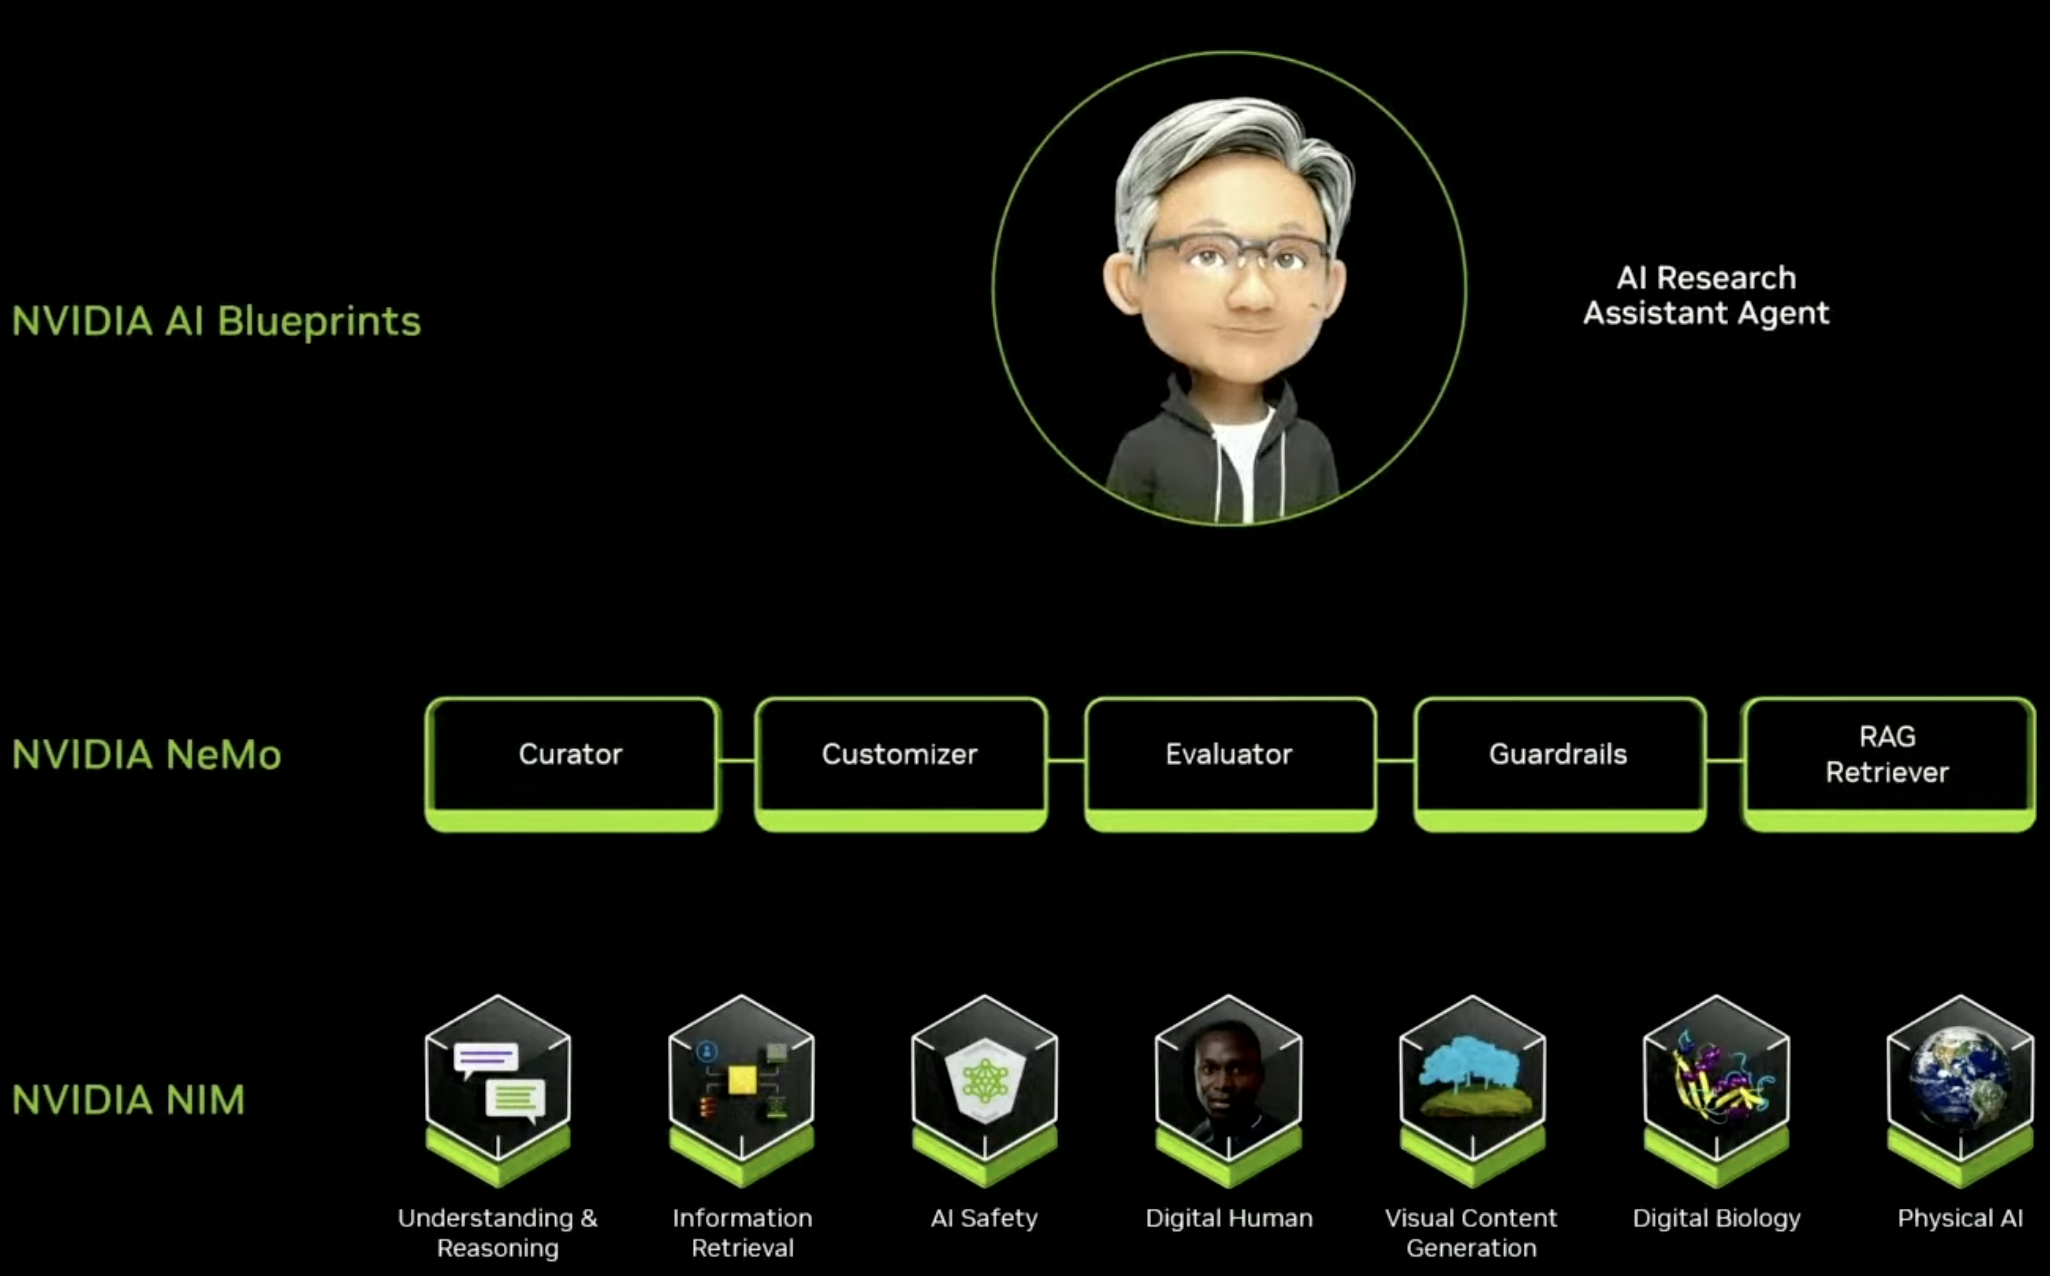 NVIDIA AI Blueprints
AI Research
Assistant Agent
NVIDIA NeMo
Curator
Customizer
Evaluator
Guardrails
RAG
Retriever
NVIDIA NIM
Understanding &
Reasoning
Information
Retrieval
AI Safety
Digital Human
Visual Content
Generation
Digital Biology
Physical AI